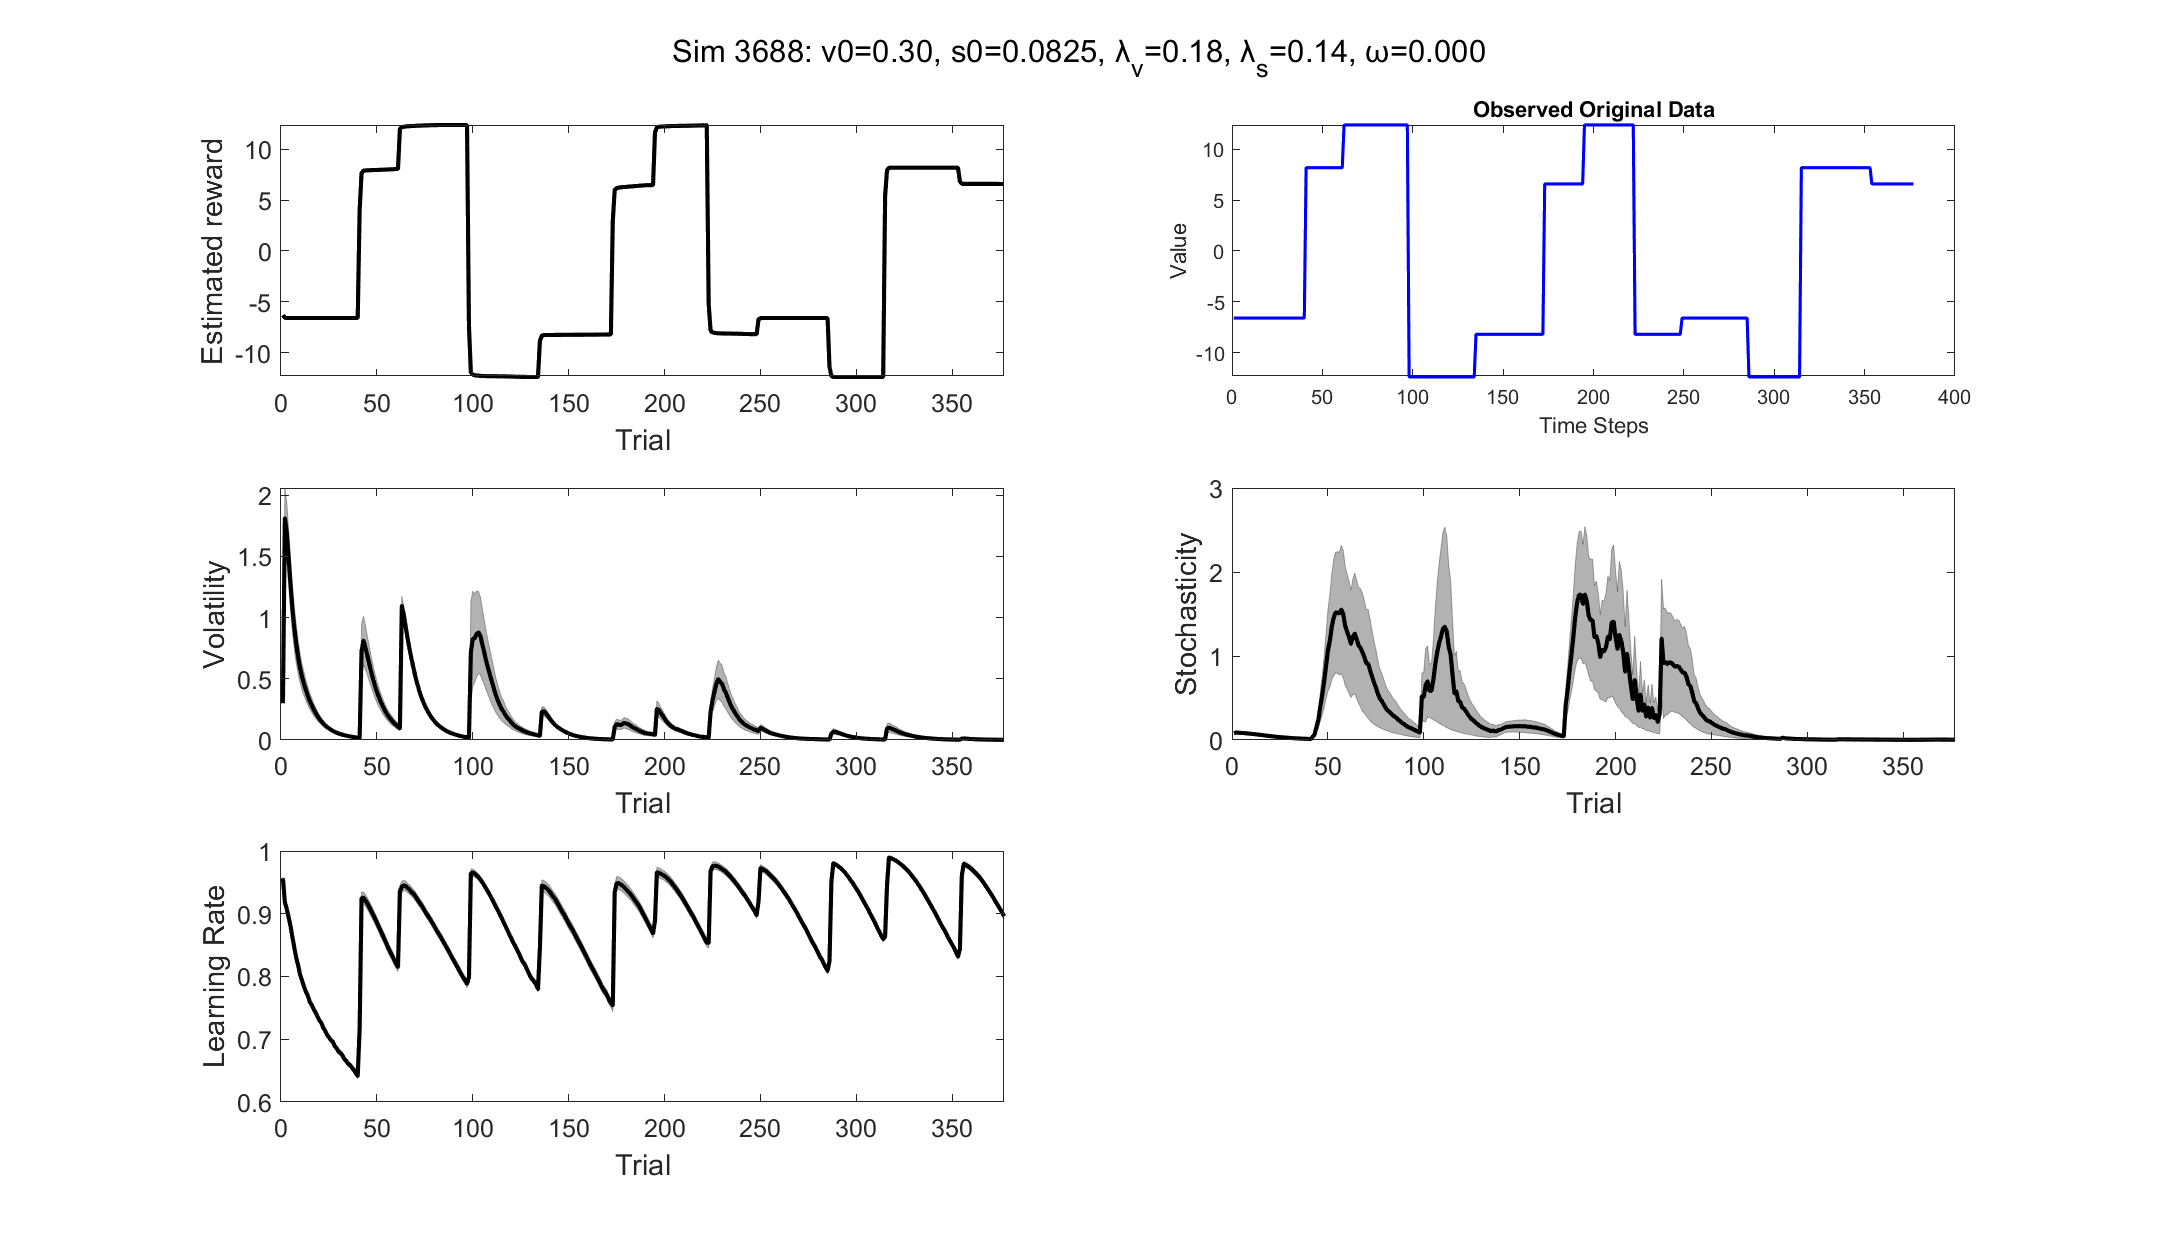 Sim 3688: v0=0.30, s0=0.0825, λv=0.18, λs=0.14, ω=0.000
Estimated reward
10
5
0
-5
-10
0 50 100 150 200 250 300 350
Trial
Observed Original Data
Value
10
5
0
-5
-10
0 50 100 150 200 250 300 350 400
Time Steps
Volatility
2
1.5
1
0.5
0
0 50 100 150 200 250 300 350
Trial
Stochasticity
3
2
1
0
0 50 100 150 200 250 300 350
Trial
Learning Rate
1
0.9
0.8
0.7
0.6
0 50 100 150 200 250 300 350
Trial